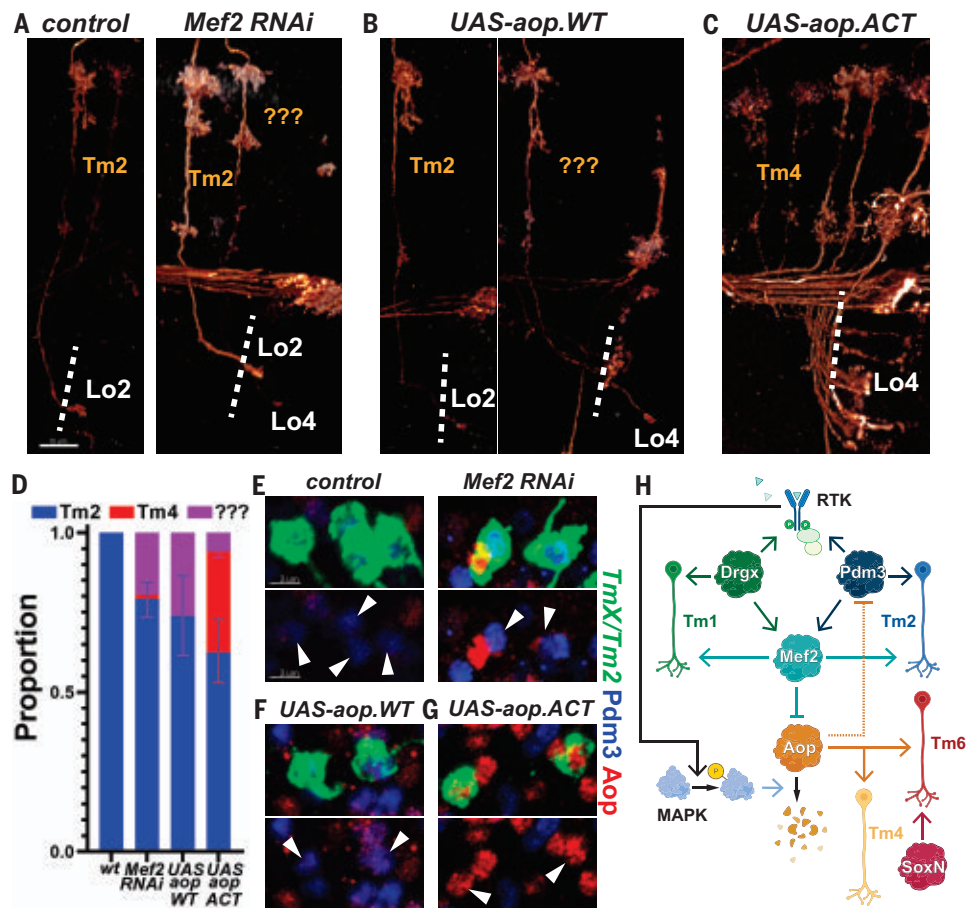 A control
Mef2 RNAi
Tm2
Lo2
???
Tm2
Lo2
Lo4
B UAS-aop.WT
Tm2
Lo2
???
Lo4
C UAS-aop.ACT
Tm4
Lo4
D
Tm2 Tm4 ???
Proportion
1.0
0.5
0.0
wt
Mef2
RNAi
UAS
aop
WT
UAS
aop
ACT
E control
Mef2 RNAi
F UAS-aop.WT
G UAS-aop.ACT
TmX/Tm2 Pdm3 Aop
H
RTK
P
P
Drgx
Pdm3
Tm1
Tm2
Mef2
Aop
Tm6
P
MAPK
Tm4
SoxN